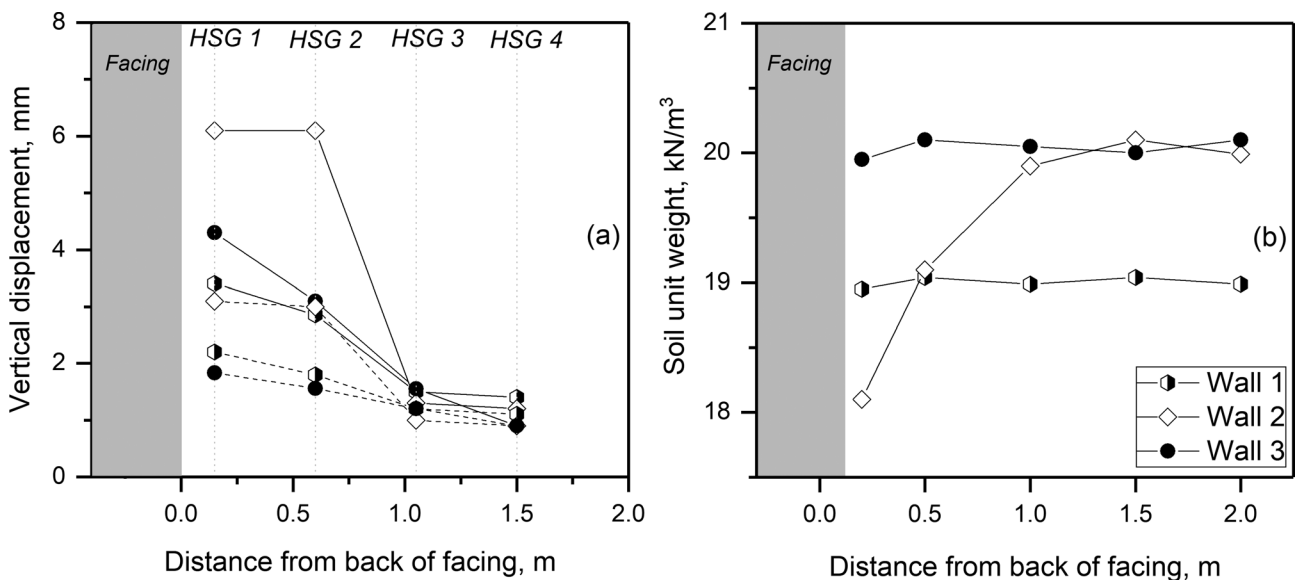 8
6
4
2
0
Vertical displacement, mm
Facing
HSG 1
HSG 2
HSG 3
HSG 4
(a)
0.0
0.5
1.0
1.5
2.0
Distance from back of facing, m
21
20
19
18
Soil unit weight, kN/m³
Facing
(b)
Wall 1
Wall 2
Wall 3
0.0
0.5
1.0
1.5
2.0
Distance from back of facing, m